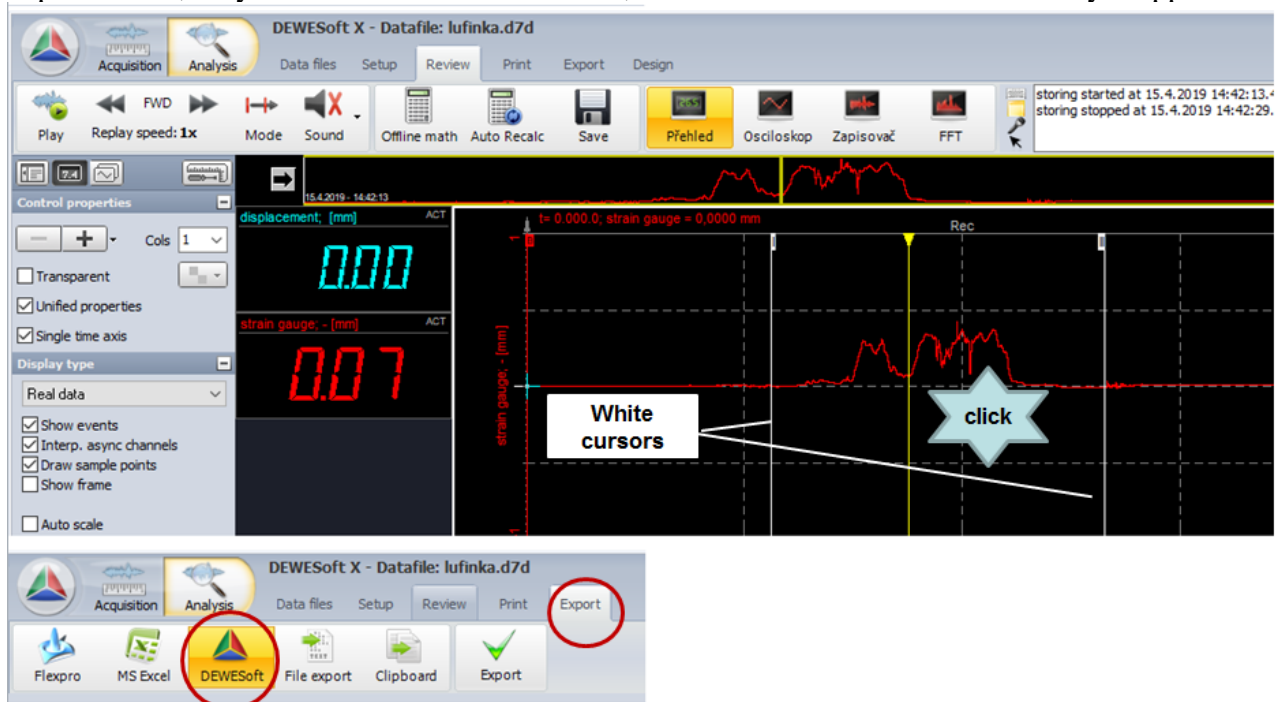 DEWESoft X - Datafile: lufinka.d7d
Acquisition Analysis Data files Setup Review Print Export Design
Play FWD Replay speed: 1x Mode Sound Offline math Auto Recalc Save Přehled Osciloskop Zapisovač FFT
storing started at 15.4.2019 14:42:13.4
storing stopped at 15.4.2019 14:42:29.
Control properties
Cols 1
Transparent
Unified properties
Single time axis
Display type
Real data
Show events
Interp. async channels
Draw sample points
Show frame
Auto scale
15.4.2019 - 14:42:13
displacement; [mm] ACT
0.00
strain gauge; - [mm] ACT
0.07
t= 0.000.0; strain gauge = 0,0000 mm
Rec
strain gauge; - [mm]
White
cursors
click
DEWESoft X - Datafile: lufinka.d7d
Acquisition Analysis Data files Setup Review Print Export
Flexpro MS Excel DEWESoft File export Clipboard Export